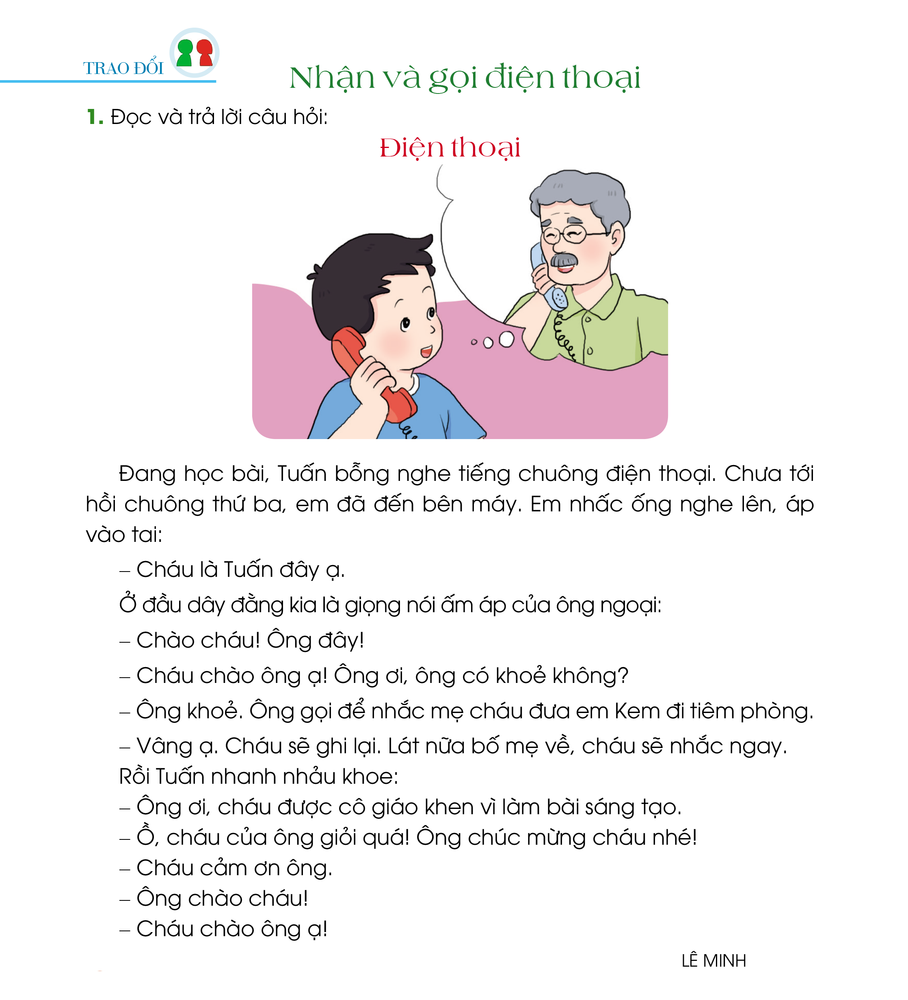 TRAO ĐỔI
Nhận và gọi điện thoại
1. Đọc và trả lời câu hỏi:
Điện thoại
Đang học bài, Tuấn bỗng nghe tiếng chuông điện thoại. Chưa tới
hồi chuông thứ ba, em đã đến bên máy. Em nhấc ống nghe lên, áp
vào tai:
– Cháu là Tuấn đây ạ.
Ở đầu dây đằng kia là giọng nói ấm áp của ông ngoại:
– Chào cháu! Ông đây!
– Cháu chào ông ạ! Ông ơi, ông có khoẻ không?
– Ông khoẻ. Ông gọi để nhắc mẹ cháu đưa em Kem đi tiêm phòng.
– Vâng ạ. Cháu sẽ ghi lại. Lát nữa bố mẹ về, cháu sẽ nhắc ngay.
Rồi Tuấn nhanh nhảu khoe:
– Ông ơi, cháu được cô giáo khen vì làm bài sáng tạo.
– Ồ, cháu của ông giỏi quá! Ông chúc mừng cháu nhé!
– Cháu cảm ơn ông.
– Ông chào cháu!
– Cháu chào ông ạ!
LÊ MINH